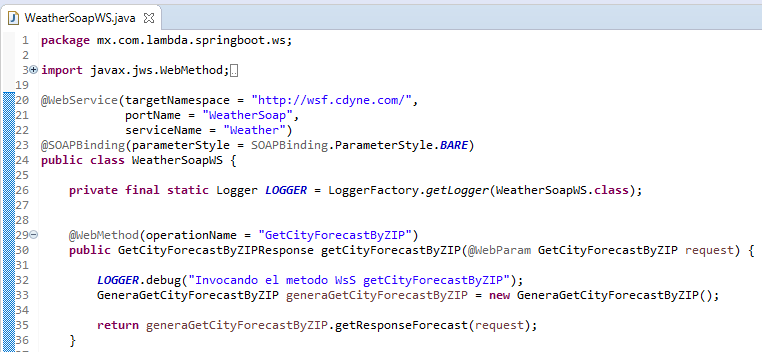 WeatherSoapWS.java
1 package mx.com.lambda.springboot.ws;
2
3 import javax.jws.WebMethod;
19
20 @WebService(targetNamespace = "http://wsf.cdyne.com/",
21 portName = "WeatherSoap",
22 serviceName = "Weather")
23 @SOAPBinding(parameterStyle = SOAPBinding.ParameterStyle.BARE)
24 public class WeatherSoapWS {
25
26 private final static Logger LOGGER = LoggerFactory.getLogger(WeatherSoapWS.class);
27
28
29 @WebMethod(operationName = "GetCityForecastByZIP")
30 public GetCityForecastByZIPResponse getCityForecastByZIP(@WebParam GetCityForecastByZIP request) {
31
32 LOGGER.debug("Invocando el metodo WsS getCityForecastByZIP");
33 GeneraGetCityForecastByZIP generaGetCityForecastByZIP = new GeneraGetCityForecastByZIP();
34
35 return generaGetCityForecastByZIP.getResponseForecast(request);
36 }